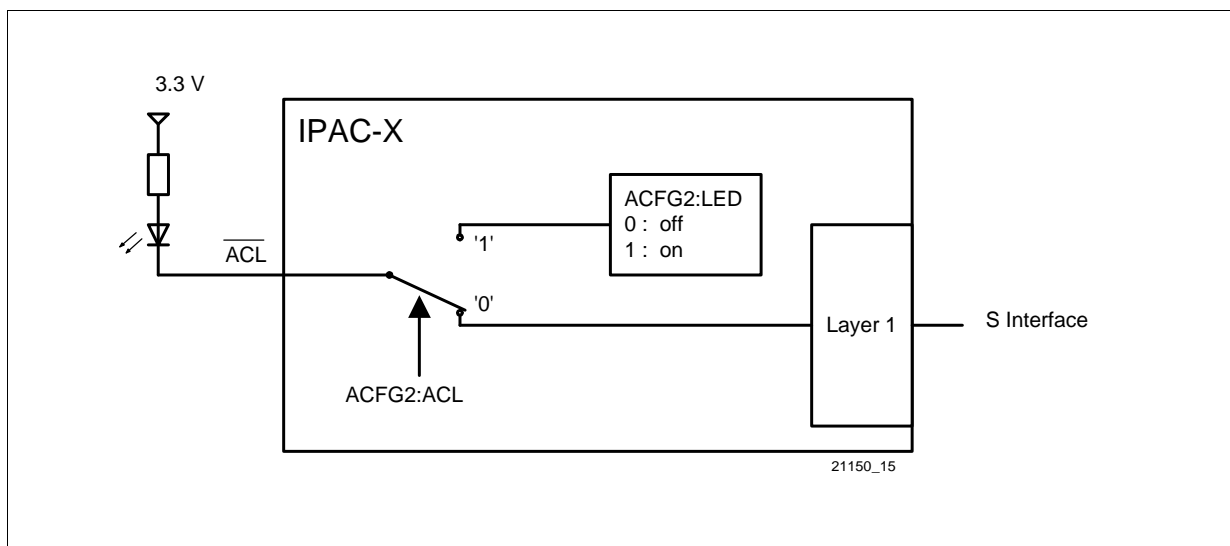 3.3 V
IPAC-X
ACFG2:LED
0 : off
1 : on
'1'
ACL
'0'
Layer 1
S Interface
ACFG2:ACL
21150_15